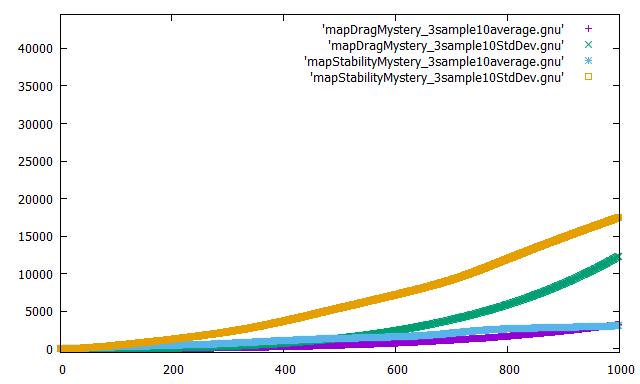 'mapDragMystery_3sample10average.gnu'
'mapDragMystery_3sample10StdDev.gnu'
'mapStabilityMystery_3sample10average.gnu'
'mapStabilityMystery_3sample10StdDev.gnu'
40000
35000
30000
25000
20000
15000
10000
5000
0
0 200 400 600 800 1000